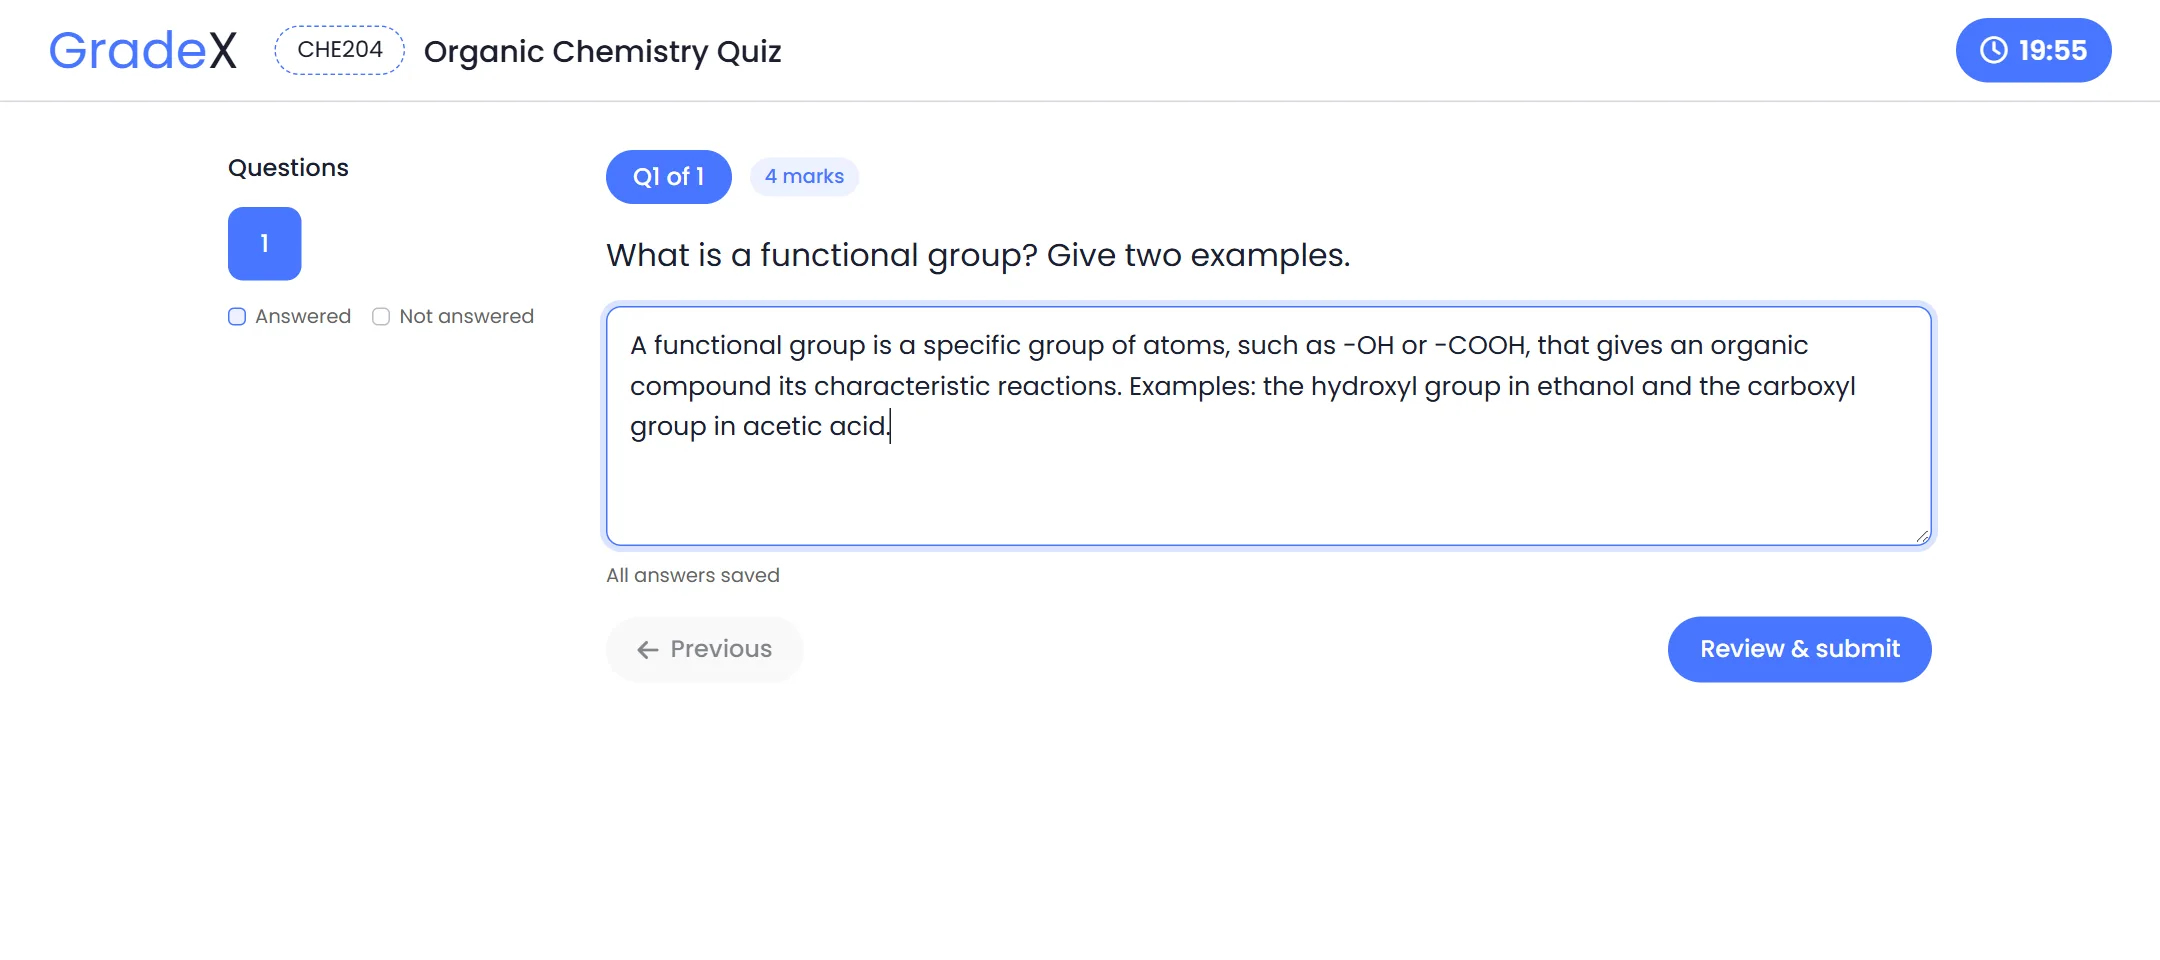 GradeX CHE204 Organic Chemistry Quiz 19:55
Questions
1
Answered Not answered
Q1 of 1 4 marks
What is a functional group? Give two examples.
A functional group is a specific group of atoms, such as -OH or -COOH, that gives an organic
compound its characteristic reactions. Examples: the hydroxyl group in ethanol and the carboxyl
group in acetic acid.
All answers saved
Previous Review & submit